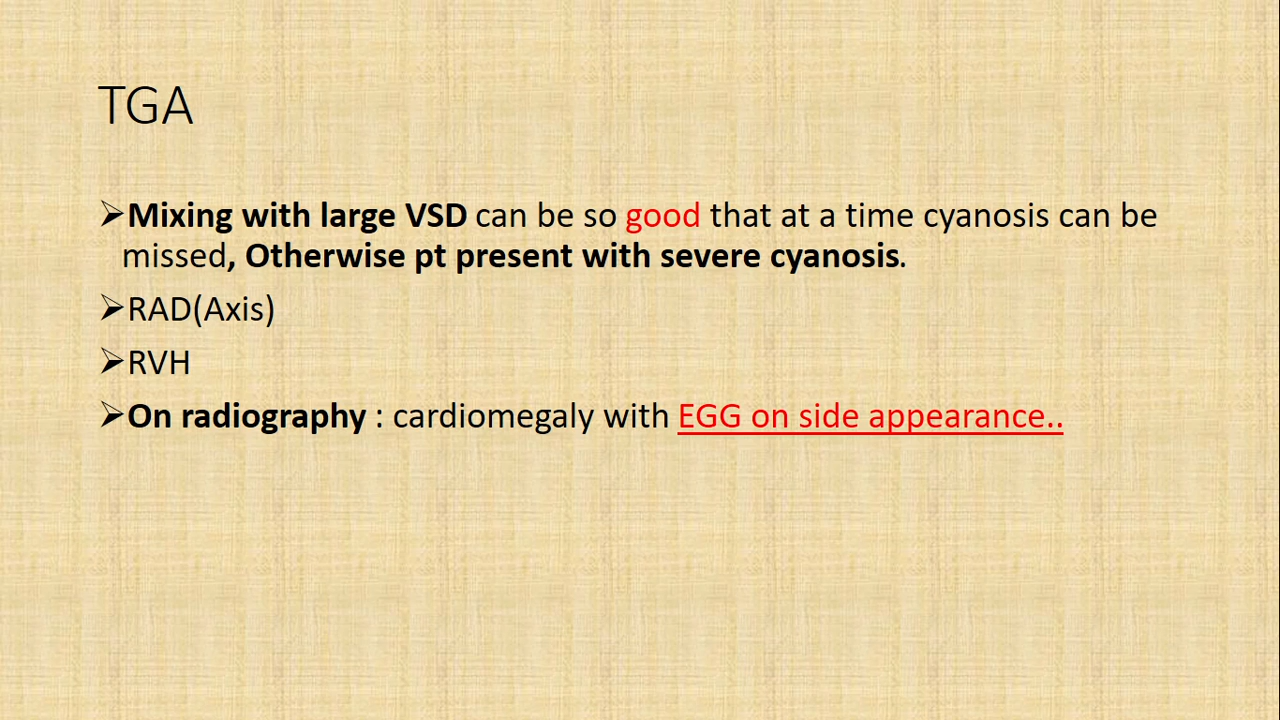 TGA
➢Mixing with large VSD can be so good that at a time cyanosis can be
missed, Otherwise pt present with severe cyanosis.
➢RAD(Axis)
➢RVH
➢On radiography : cardiomegaly with EGG on side appearance..